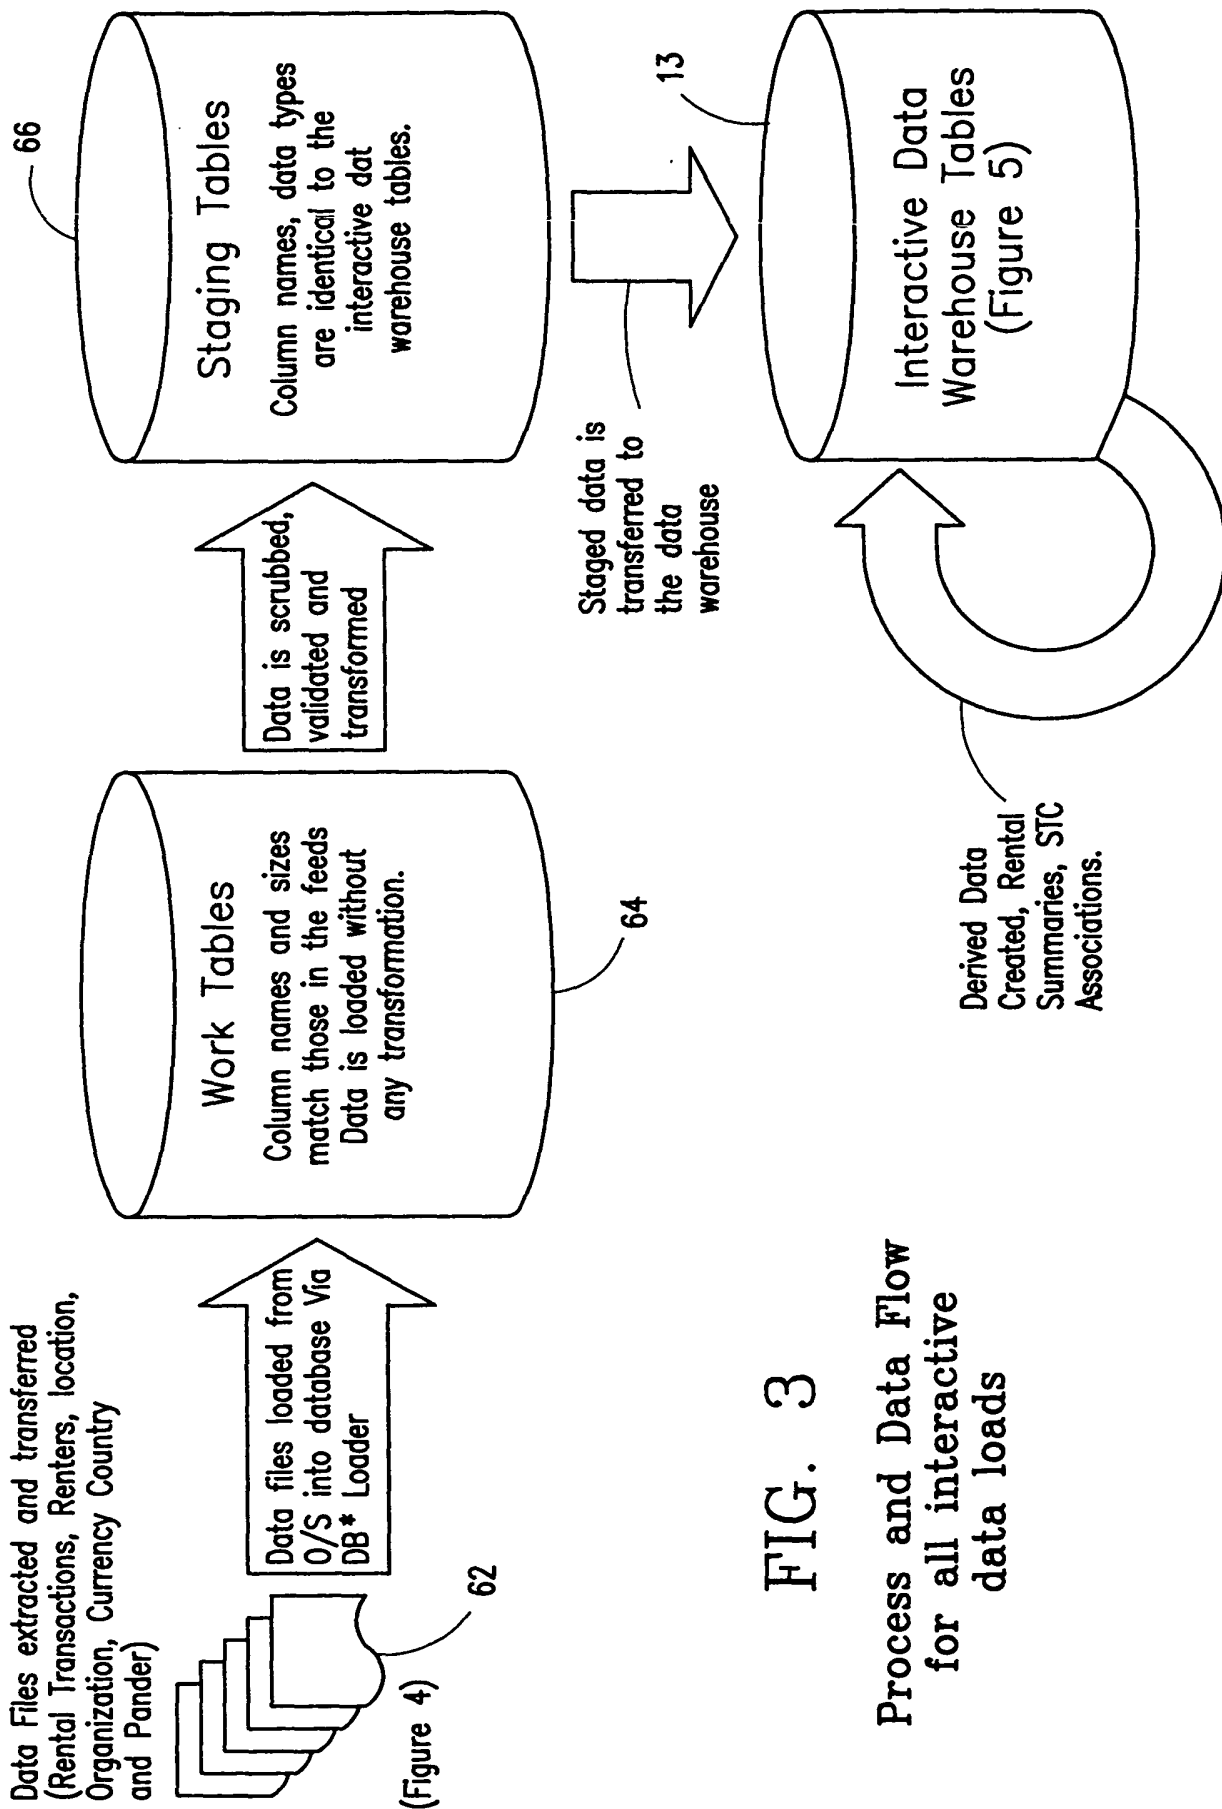 Data Files extracted and transferred
(Rental Transactions, Renters, location,
Organization, Currency Country
and Pander)
(Figure 4)
62
Data files loaded from
O/S into database Via
DB* Loader
Work Tables
Column names and sizes
match those in the feeds
Data is loaded without
any transformation.
64
Data is scrubbed,
validated and
transformed
66
Staging Tables
Column names, data types
are identical to the
interactive dat
warehouse tables.
Staged data is
transferred to
the data
warehouse
13
Interactive Data
Warehouse Tables
(Figure 5)
Derived Data
Created, Rental
Summaries, STC
Associations.
FIG. 3
Process and Data Flow
for all interactive
data loads